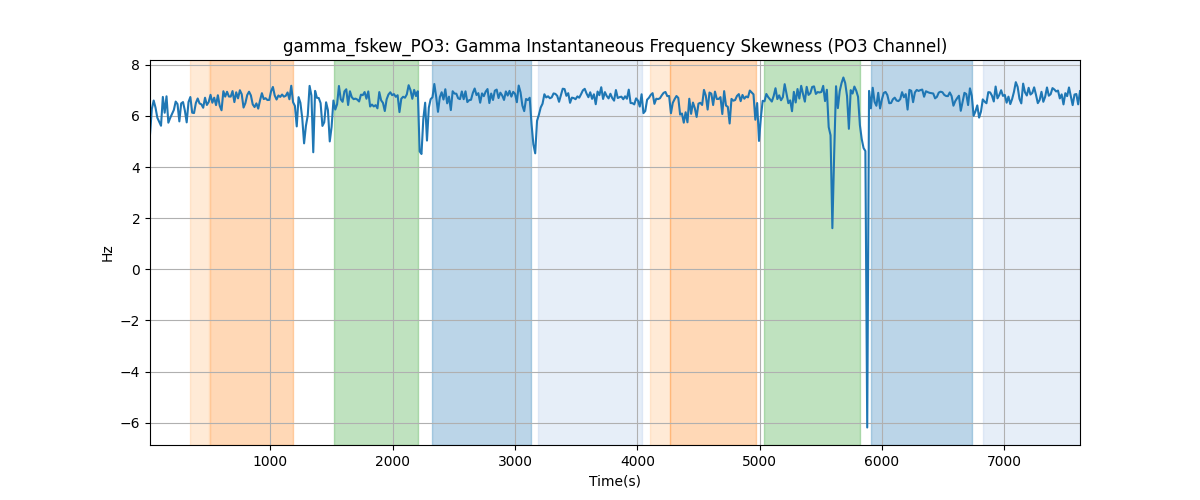 gamma_fskew_PO3: Gamma Instantaneous Frequency Skewness (PO3 Channel)
8
6
4
2
0
−2
−4
−6
Hz
1000 2000 3000 4000 5000 6000 7000
Time(s)